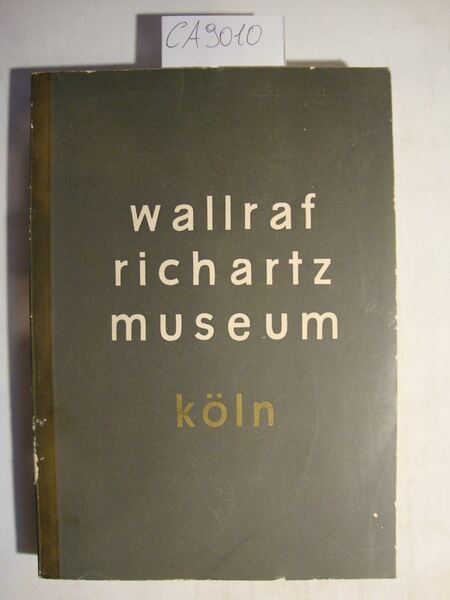 CA9010
wallraf
richartz
museum
köln